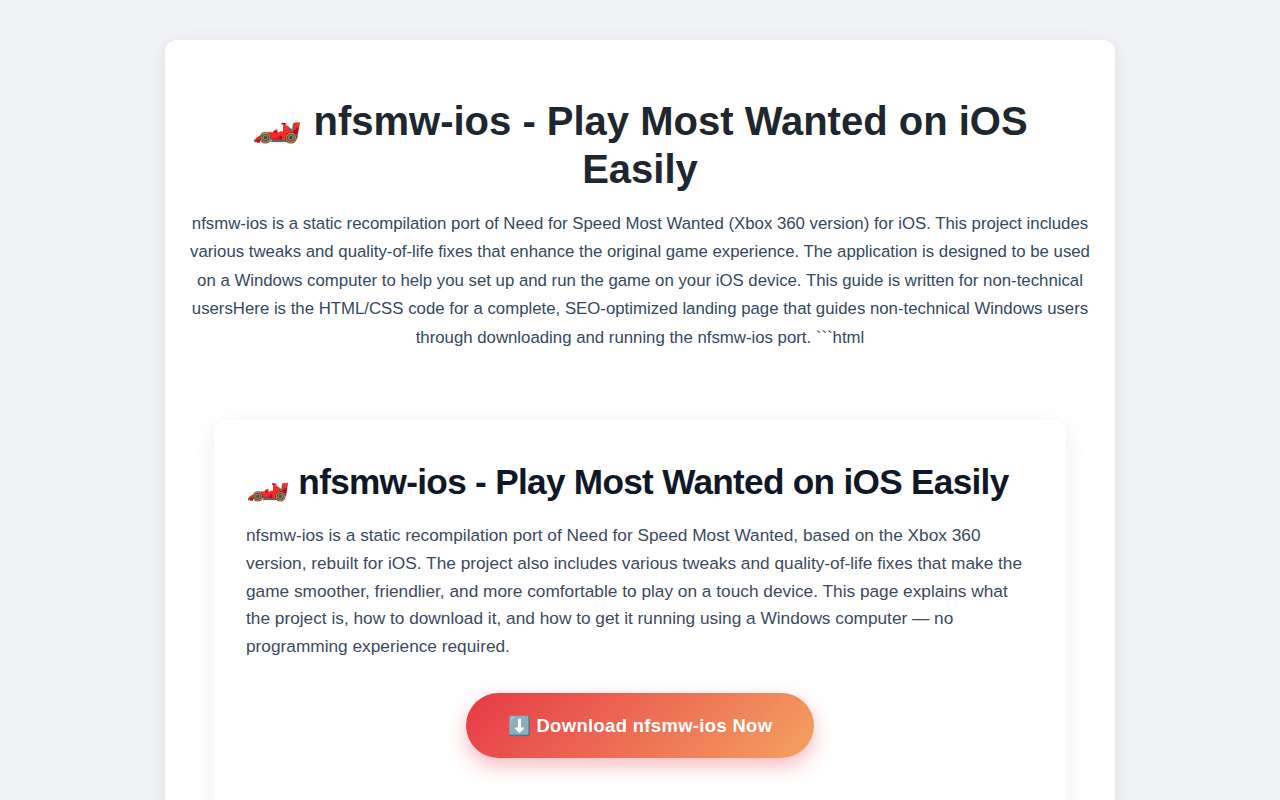 🏎️ nfsmw-ios - Play Most Wanted on iOS
Easily
nfsmw-ios is a static recompilation port of Need for Speed Most Wanted (Xbox 360 version) for iOS. This project includes
various tweaks and quality-of-life fixes that enhance the original game experience. The application is designed to be used
on a Windows computer to help you set up and run the game on your iOS device. This guide is written for non-technical
usersHere is the HTML/CSS code for a complete, SEO-optimized landing page that guides non-technical Windows users
through downloading and running the nfsmw-ios port. ```html
🏎️ nfsmw-ios - Play Most Wanted on iOS Easily
nfsmw-ios is a static recompilation port of Need for Speed Most Wanted, based on the Xbox 360
version, rebuilt for iOS. The project also includes various tweaks and quality-of-life fixes that make the
game smoother, friendlier, and more comfortable to play on a touch device. This page explains what
the project is, how to download it, and how to get it running using a Windows computer — no
programming experience required.
⬇️ Download nfsmw-ios Now